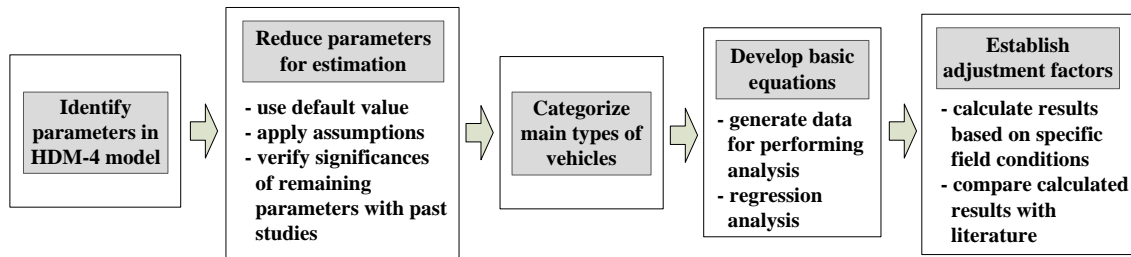 Identify
parameters in
HDM-4 model
Reduce parameters
for estimation
- use default value
- apply assumptions
- verify significances
of remaining
parameters with past
studies
Categorize
main types of
vehicles
Develop basic
equations
- generate data
for performing
analysis
- regression
analysis
Establish
adjustment factors
- calculate results
based on specific
field conditions
- compare calculated
results with
literature